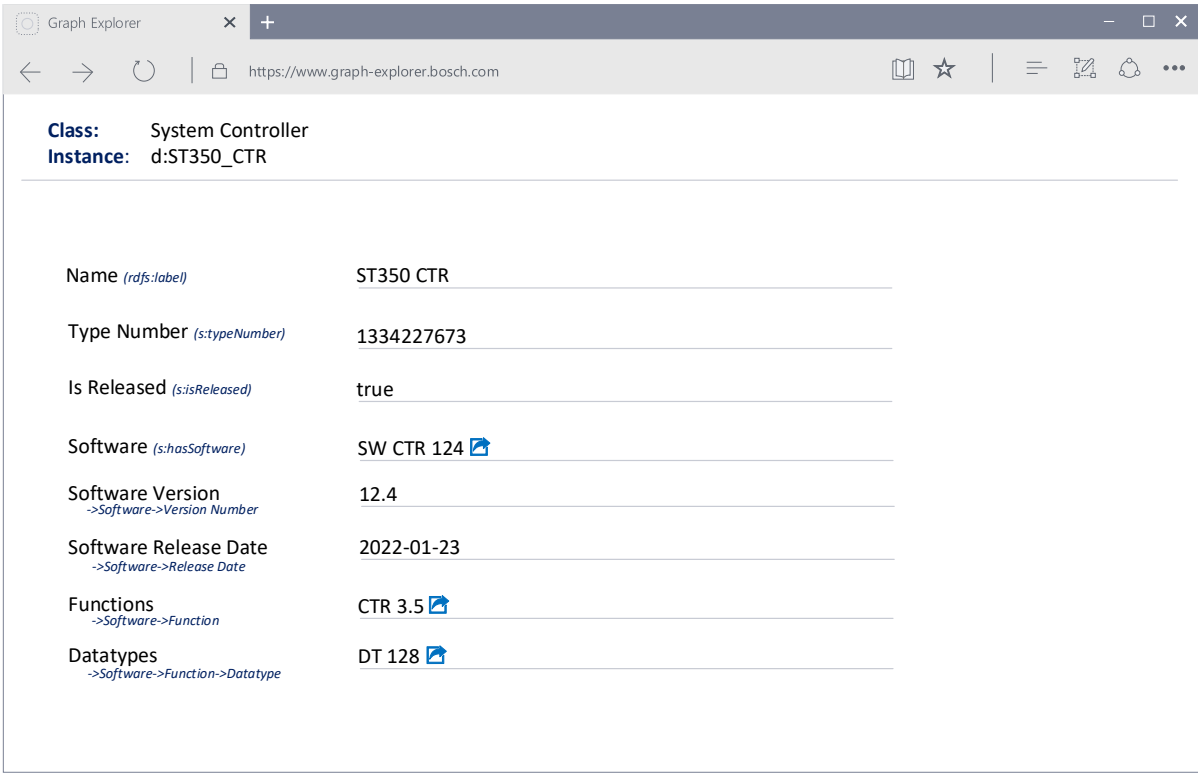 Graph Explorer
https://www.graph-explorer.bosch.com
Class: System Controller
Instance: d:ST350_CTR
Name (rdfs:label) ST350 CTR
Type Number (s:typeNumber) 1334227673
Is Released (s:isReleased) true
Software (s:hasSoftware) SW CTR 124
Software Version 12.4
->Software->Version Number
Software Release Date 2022-01-23
->Software->Release Date
Functions CTR 3.5
->Software->Function
Datatypes DT 128
->Software->Function->Datatype